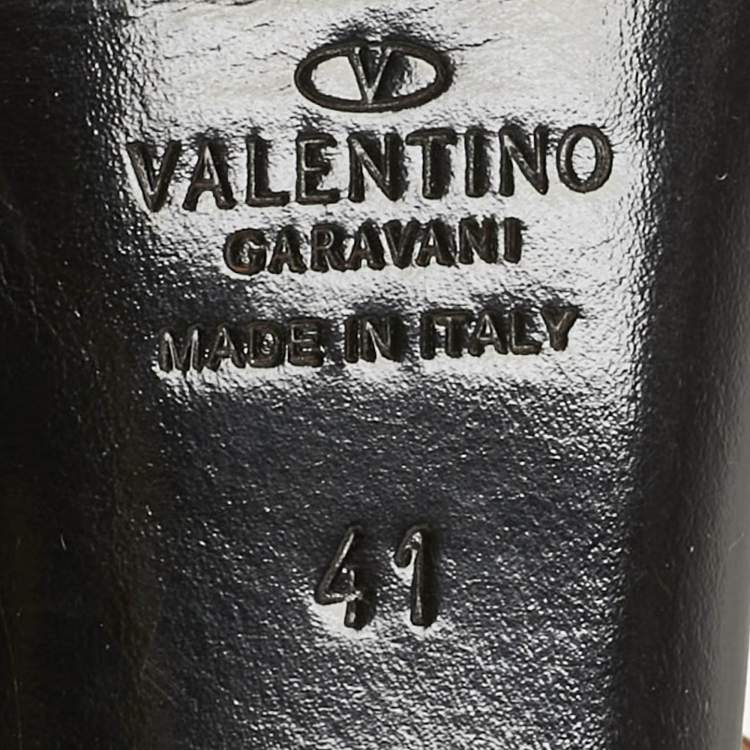 V
VALENTINO
GARAVANI
MADE IN ITALY
41